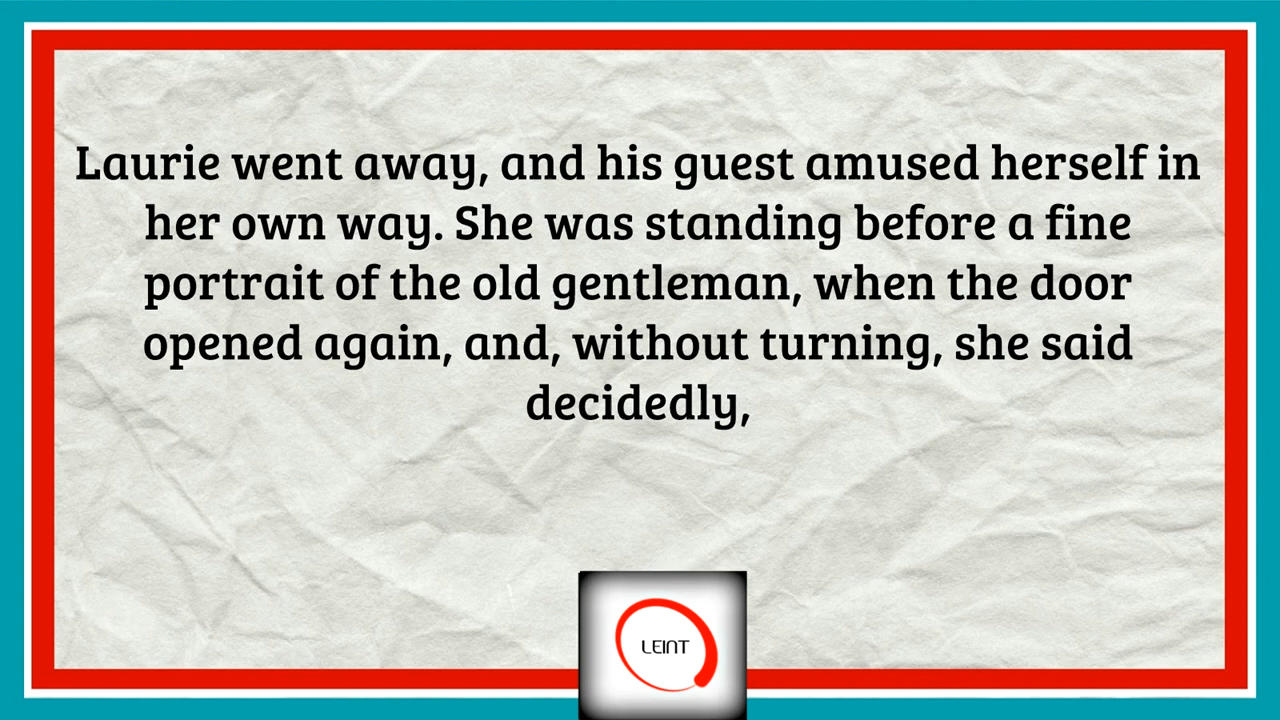 Laurie went away, and his guest amused herself in
her own way. She was standing before a fine
portrait of the old gentleman, when the door
opened again, and, without turning, she said
decidedly,
LEINT